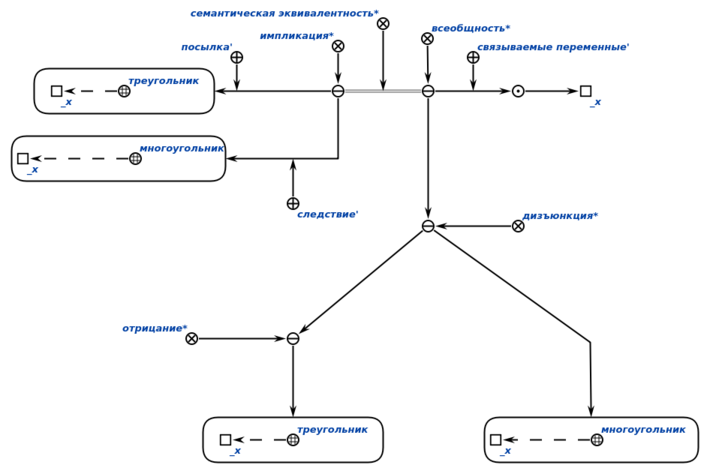 семантическая эквивалентность*
всеобщность*
импликация*
посылка'
связываемые переменные'
треугольник
_x
_x
многоугольник
_x
следствие'
дизъюнкция*
отрицание*
треугольник
_x
многоугольник
_x